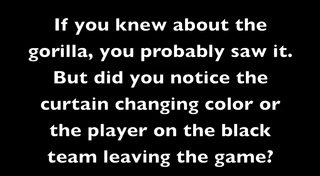 If you knew about the
gorilla, you probably saw it.
But did you notice the
curtain changing color or
the player on the black
team leaving the game?